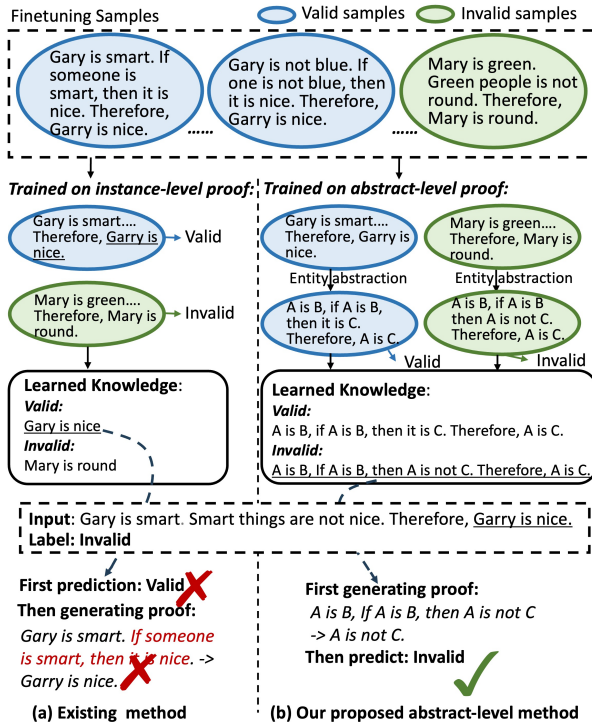 Finetuning Samples
Valid samples
Invalid samples
Gary is smart. If
someone is
smart, then it is
nice. Therefore,
Garry is nice.
......
Gary is not blue. If
one is not blue, then
it is nice. Therefore,
Garry is nice.
......
Mary is green.
Green people is not
round. Therefore,
Mary is round.
Trained on instance-level proof:
Gary is smart....
Therefore, Garry is
nice.
Valid
Mary is green....
Therefore, Mary is
round.
Invalid
Learned Knowledge:
Valid:
Gary is nice
Invalid:
Mary is round
Trained on abstract-level proof:
Gary is smart....
Therefore, Garry is
nice.
Mary is green....
Therefore, Mary is
round.
Entity abstraction
Entity abstraction
A is B, if A is B,
then it is C.
Therefore, A is C.
Valid
A is B, if A is B
then A is not C.
Therefore, A is C.
Invalid
Learned Knowledge:
Valid:
A is B, if A is B, then it is C. Therefore, A is C.
Invalid:
A is B, If A is B, then A is not C. Therefore, A is C.
Input: Gary is smart. Smart things are not nice. Therefore, Garry is nice.
Label: Invalid
First prediction: Valid
Then generating proof:
Gary is smart. If someone
is smart, then it is nice. ->
Garry is nice.
(a) Existing method
First generating proof:
A is B, If A is B, then A is not C
-> A is not C.
Then predict: Invalid
(b) Our proposed abstract-level method